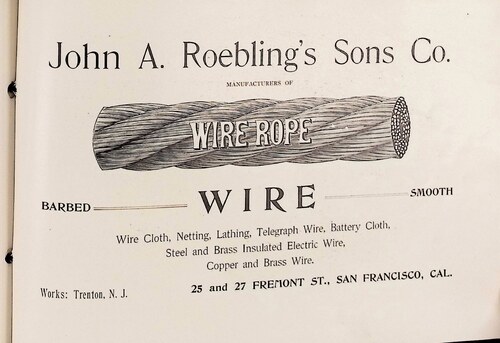 John A. Roebling's Sons Co.
MANUFACTURERS OF
WIRE ROPE
BARBED WIRE SMOOTH
Wire Cloth, Netting, Lathing, Telegraph Wire, Battery Cloth,
Steel and Brass Insulated Electric Wire,
Copper and Brass Wire.
Works: Trenton, N. J. 25 and 27 FREMONT ST., SAN FRANCISCO, CAL.